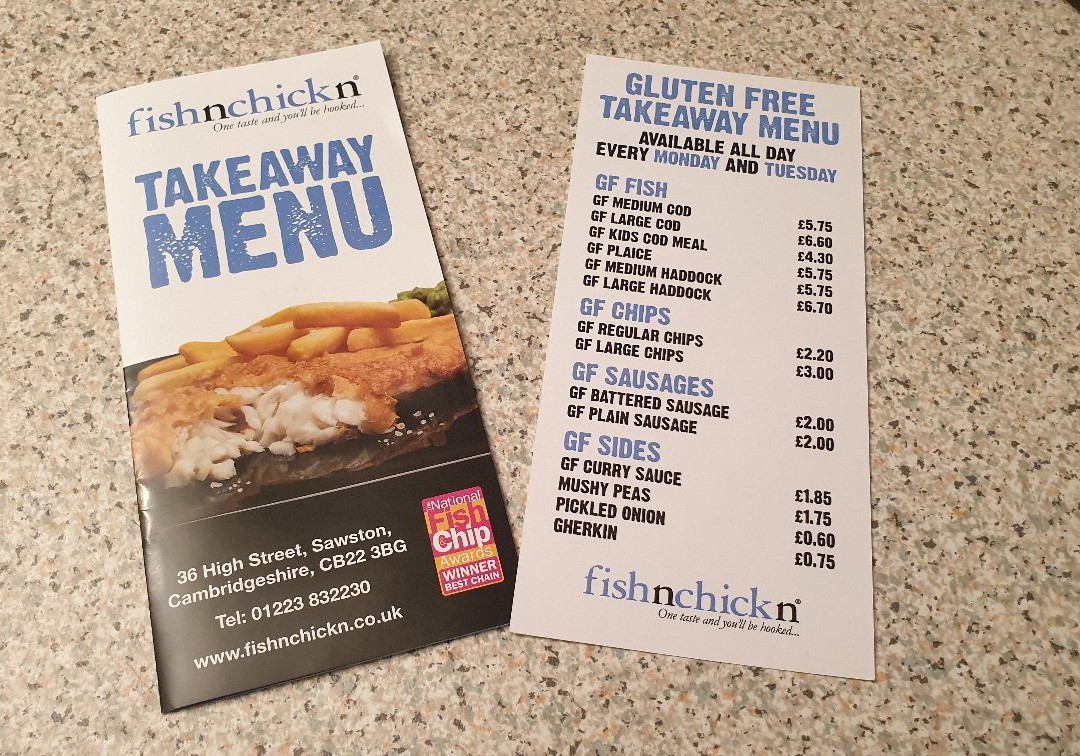 fishnchickn®
One taste and you'll be hooked...
TAKEAWAY
MENU
36 High Street, Sawston,
Cambridgeshire, CB22 3BG
Tel: 01223 832230
www.fishnchickn.co.uk
The National
Fish
& Chip
Awards
WINNER
BEST CHAIN
GLUTEN FREE
TAKEAWAY MENU
AVAILABLE ALL DAY
EVERY MONDAY AND TUESDAY
GF FISH
GF MEDIUM COD £5.75
GF LARGE COD £6.60
GF KIDS COD MEAL £4.30
GF PLAICE £5.75
GF MEDIUM HADDOCK £5.75
GF LARGE HADDOCK £6.70
GF CHIPS
GF REGULAR CHIPS £2.20
GF LARGE CHIPS £3.00
GF SAUSAGES
GF BATTERED SAUSAGE £2.00
GF PLAIN SAUSAGE £2.00
GF SIDES
GF CURRY SAUCE £1.85
MUSHY PEAS £1.75
PICKLED ONION £0.60
GHERKIN £0.75
fishnchickn®
One taste and you'll be hooked...